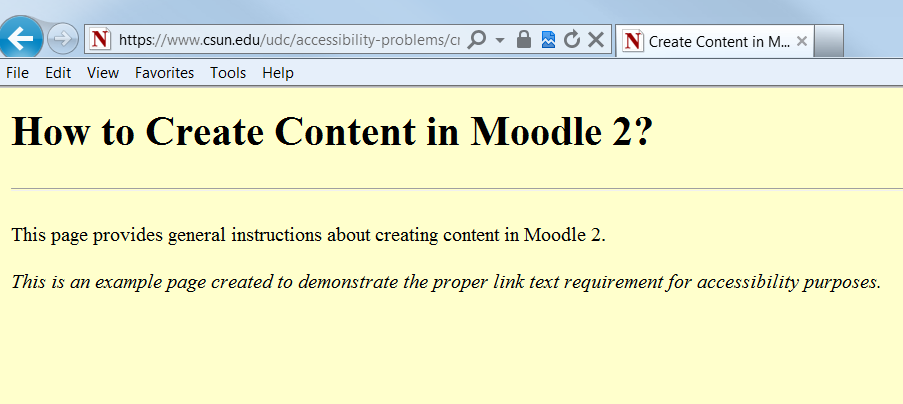 N https://www.csun.edu/udc/accessibility-problems/cr N Create Content in M...
File Edit View Favorites Tools Help
How to Create Content in Moodle 2?
This page provides general instructions about creating content in Moodle 2.
This is an example page created to demonstrate the proper link text requirement for accessibility purposes.